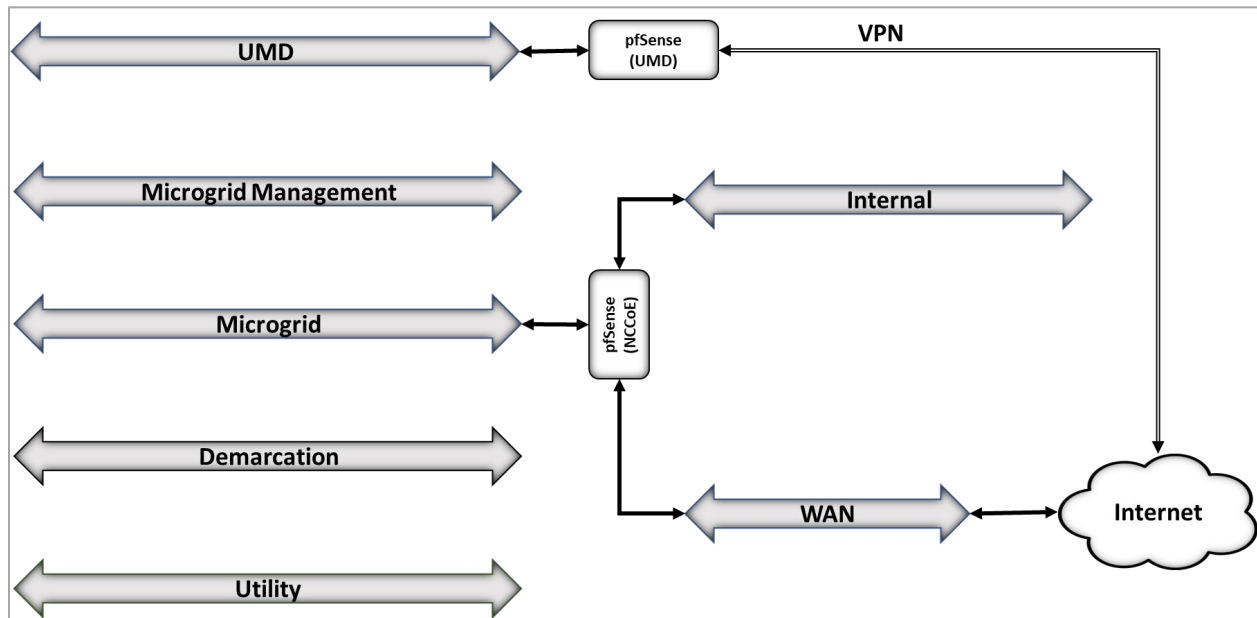 UMD
pfSense
(UMD)
VPN
Microgrid Management
Internal
Microgrid
pfSense
(NCCoE)
Demarcation
WAN
Internet
Utility